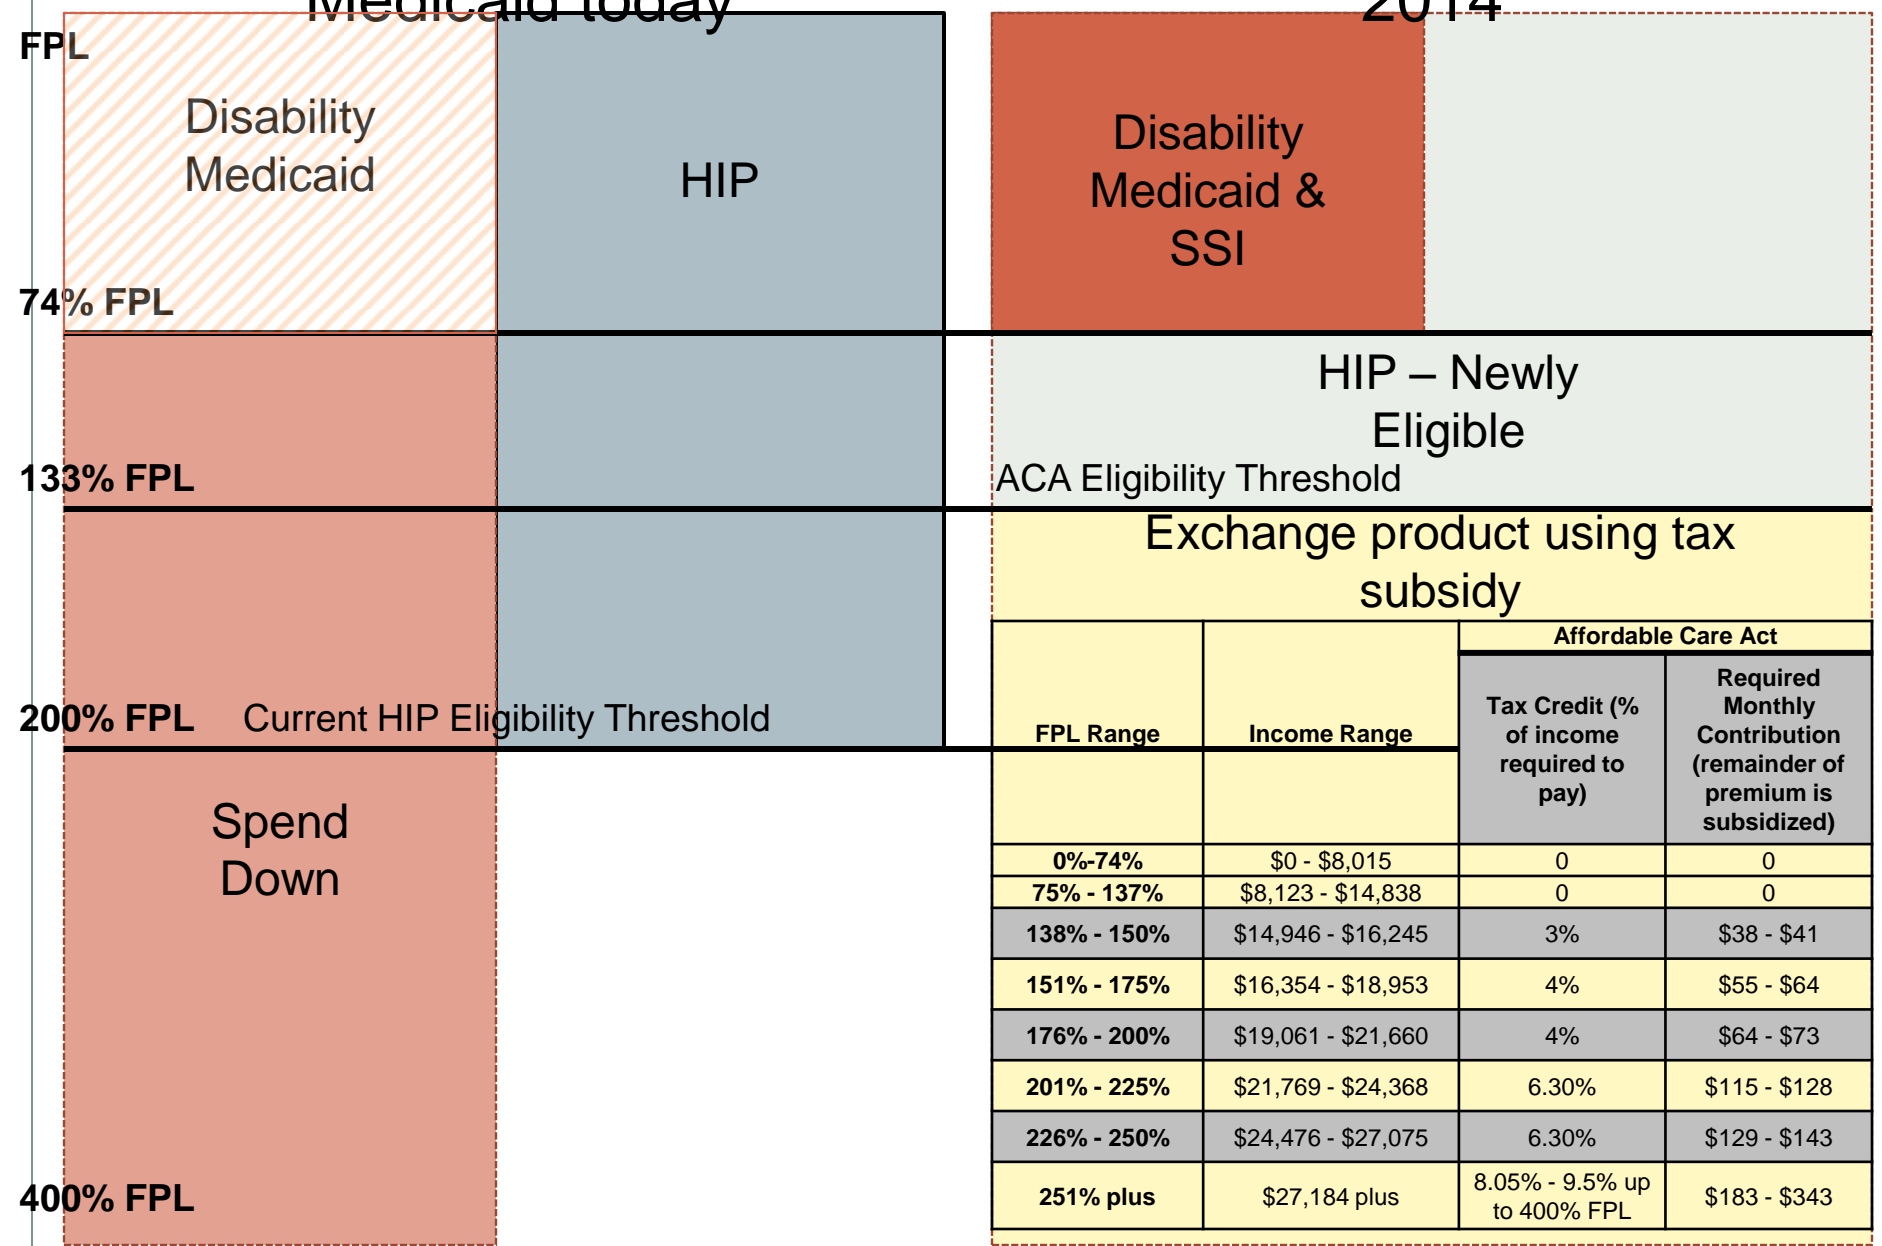 Medicaid today
2014
FPL
Disability
Medicaid
HIP
Disability
Medicaid &
SSI
74% FPL
HIP – Newly
Eligible
133% FPL
ACA Eligibility Threshold
Exchange product using tax
subsidy
200% FPL
Current HIP Eligibility Threshold
Spend
Down
400% FPL
Affordable Care Act
FPL Range
Income Range
Tax Credit (%
of income
required to
pay)
Required
Monthly
Contribution
(remainder of
premium is
subsidized)
0%-74% $0 - $8,015 0 0
75% - 137% $8,123 - $14,838 0 0
138% - 150% $14,946 - $16,245 3% $38 - $41
151% - 175% $16,354 - $18,953 4% $55 - $64
176% - 200% $19,061 - $21,660 4% $64 - $73
201% - 225% $21,769 - $24,368 6.30% $115 - $128
226% - 250% $24,476 - $27,075 6.30% $129 - $143
251% plus $27,184 plus 8.05% - 9.5% up
to 400% FPL $183 - $343